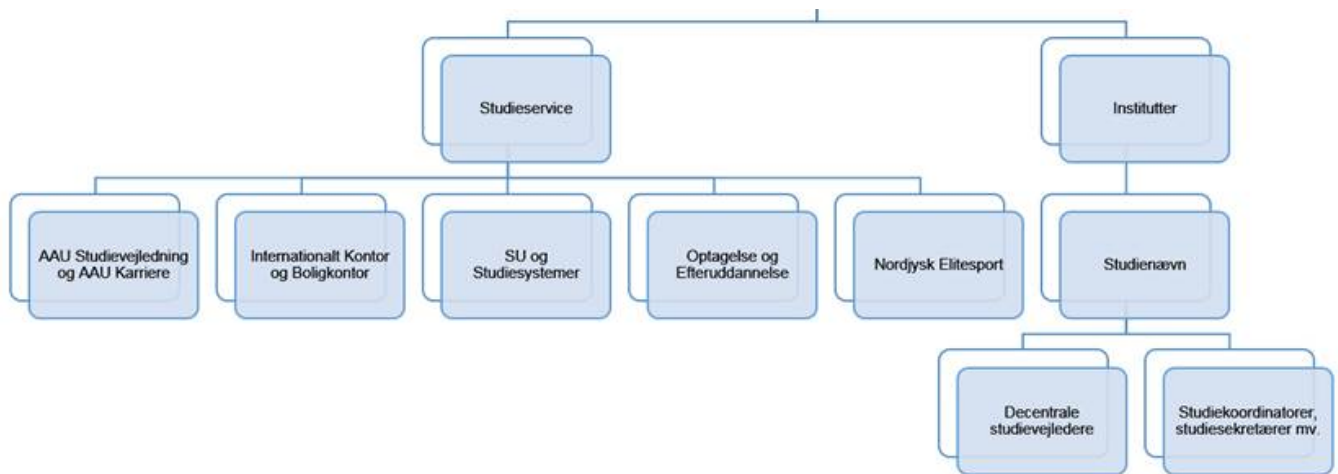 Studieservice
Institutter
AAU Studievejledning
og AAU Karriere
Internationalt Kontor
og Boligkontor
SU og
Studiesystemer
Optagelse og
Efteruddannelse
Nordjysk Elitesport
Studienævn
Decentrale
studievejledere
Studiekoordinatorer,
studiesekretærer mv.